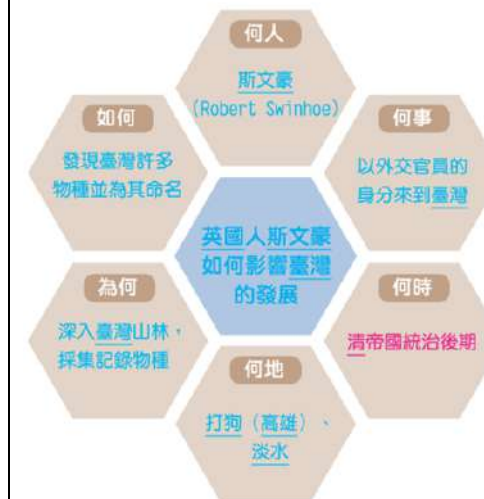 何人
斯文豪
(Robert Swinhoe)
如何
發現臺灣許多
物種並為其命名
何事
以外交官員的
身分來到臺灣
英國人斯文豪
如何影響臺灣
的發展
為何
深入臺灣山林，
採集記錄物種
何時
清帝國統治後期
何地
打狗（高雄）、
淡水